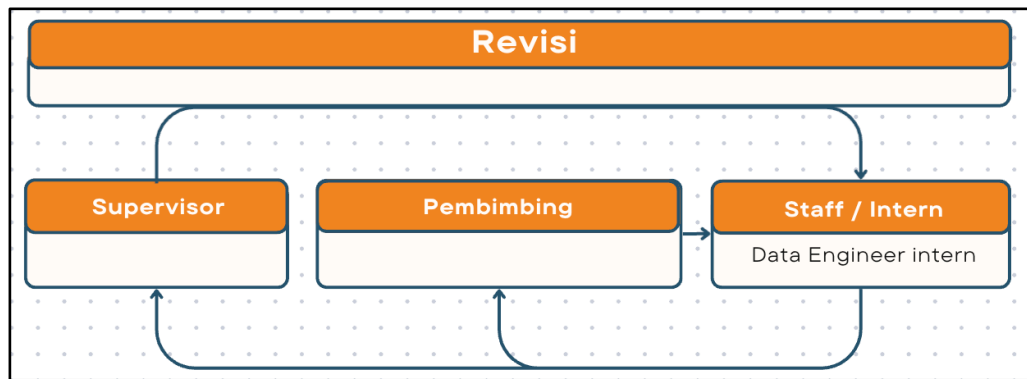 Revisi
Supervisor
Pembimbing
Staff / Intern
Data Engineer intern